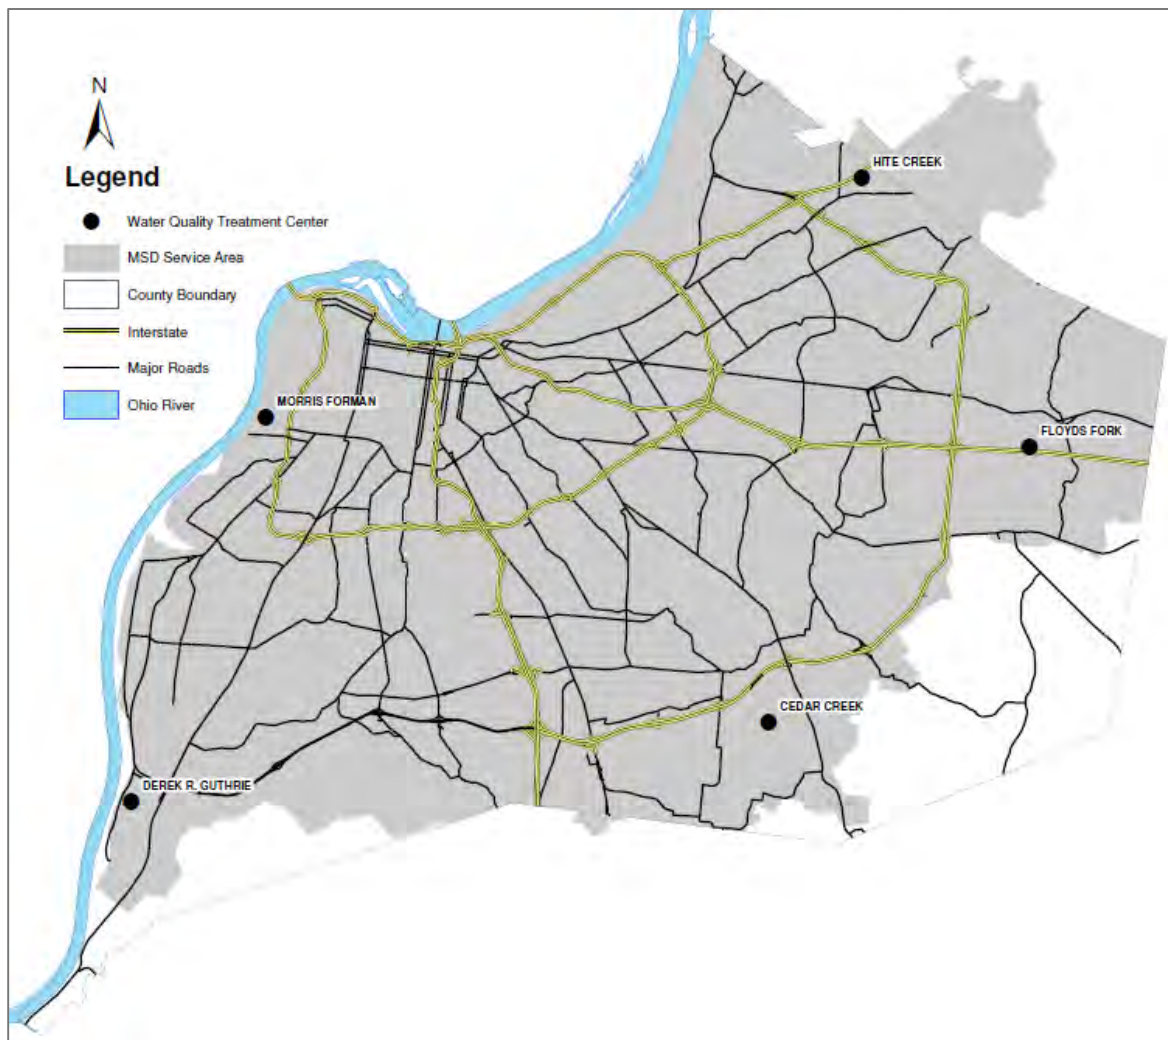 N
Legend
Water Quality Treatment Center
MSD Service Area
County Boundary
Interstate
Major Roads
Ohio River
HITE CREEK
MORRIS FORMAN
FLOYDS FORK
CEDAR CREEK
DEREK R. GUTHRIE